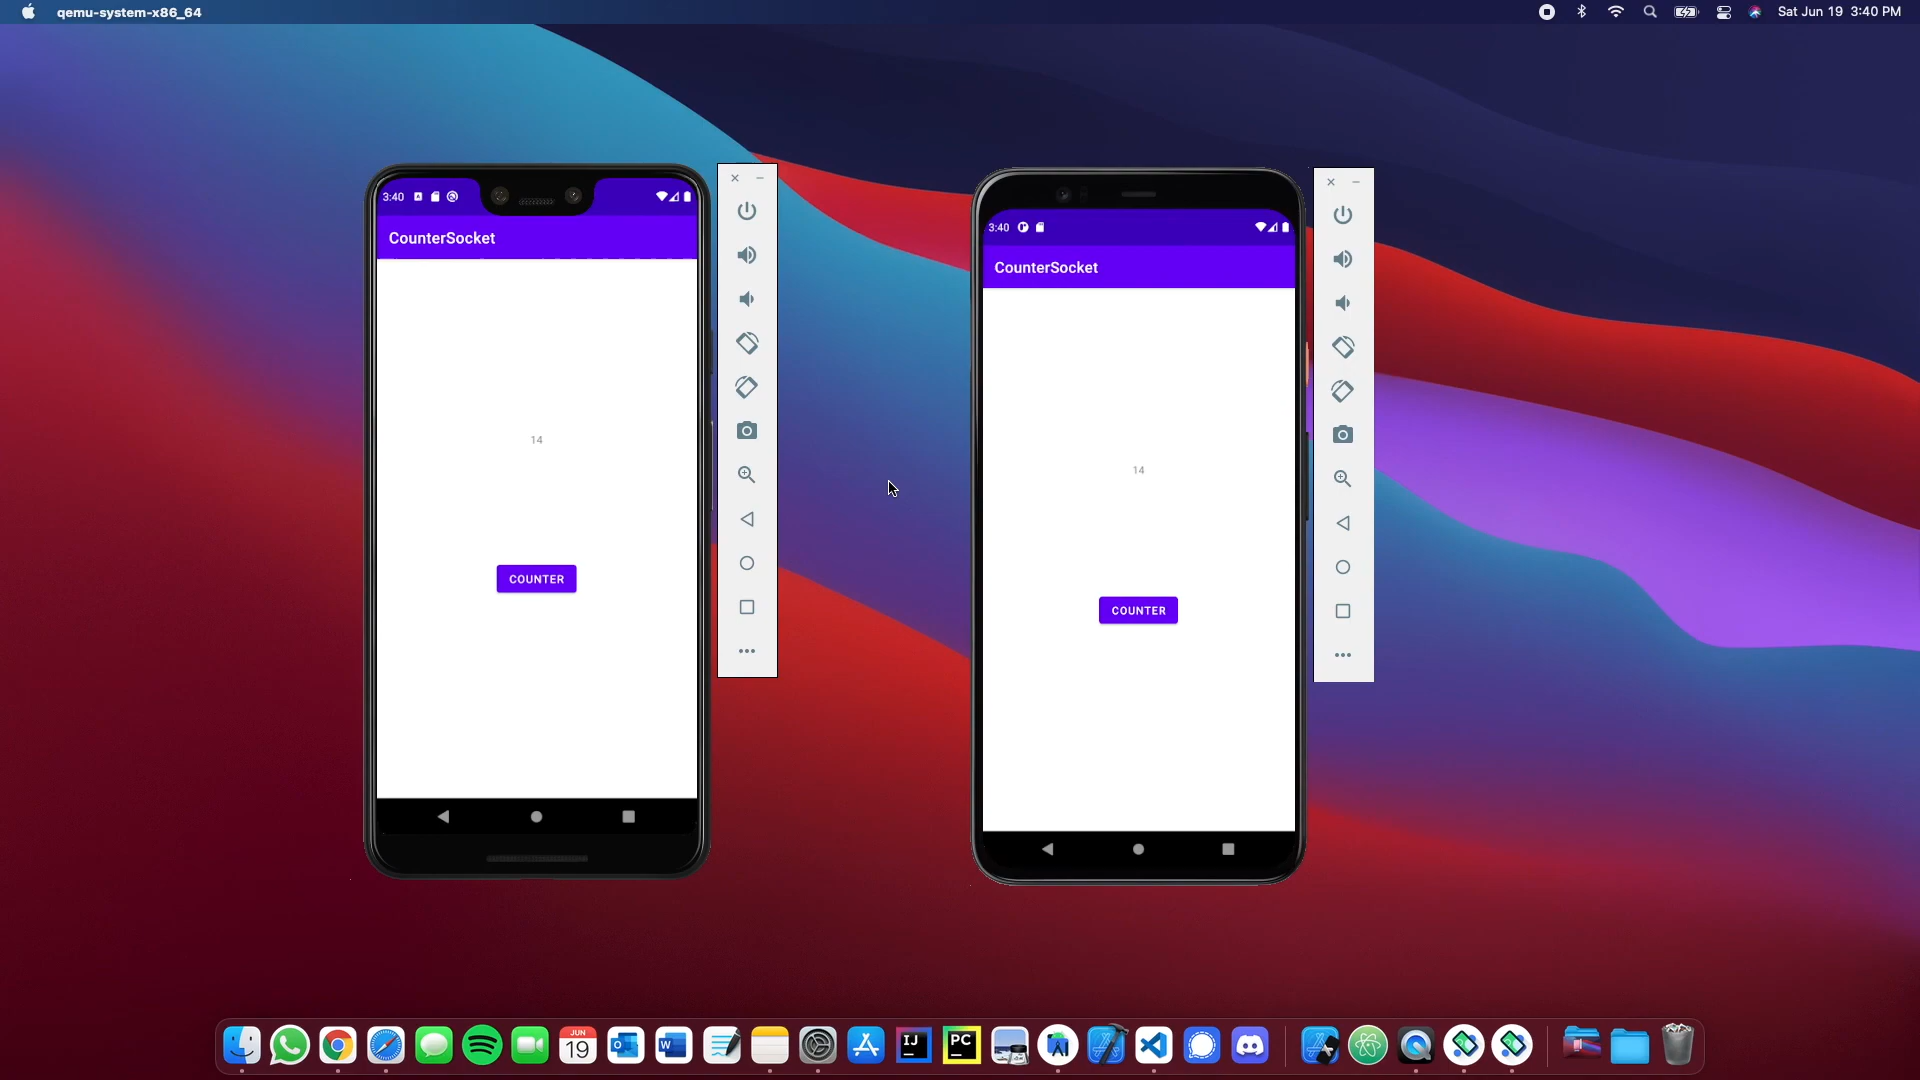 qemu-system-x86_64
Sat Jun 19 3:40 PM
3:40
CounterSocket
14
COUNTER
3:40
CounterSocket
14
COUNTER
JUN
19
W
IJ
PC